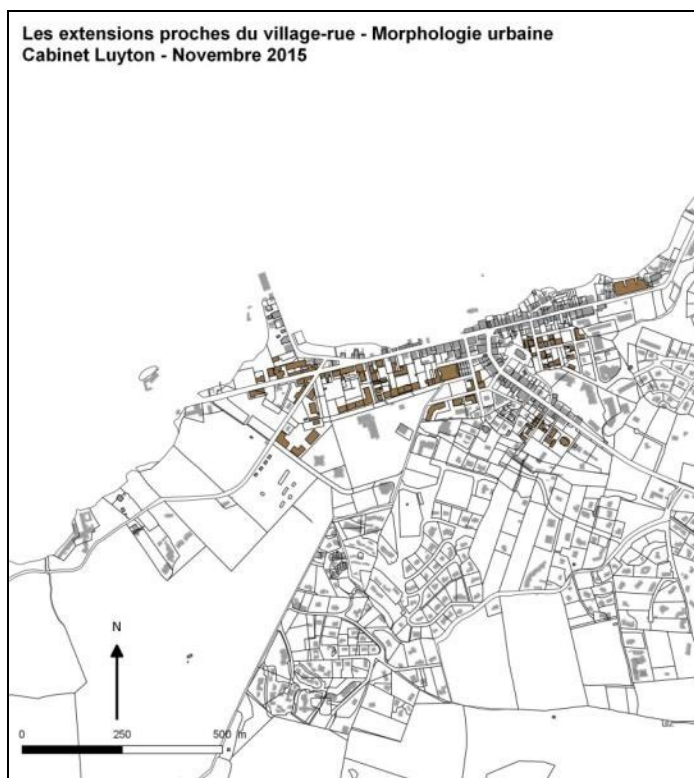 Les extensions proches du village-rue - Morphologie urbaine
Cabinet Luyton - Novembre 2015
N
0 250 500 m